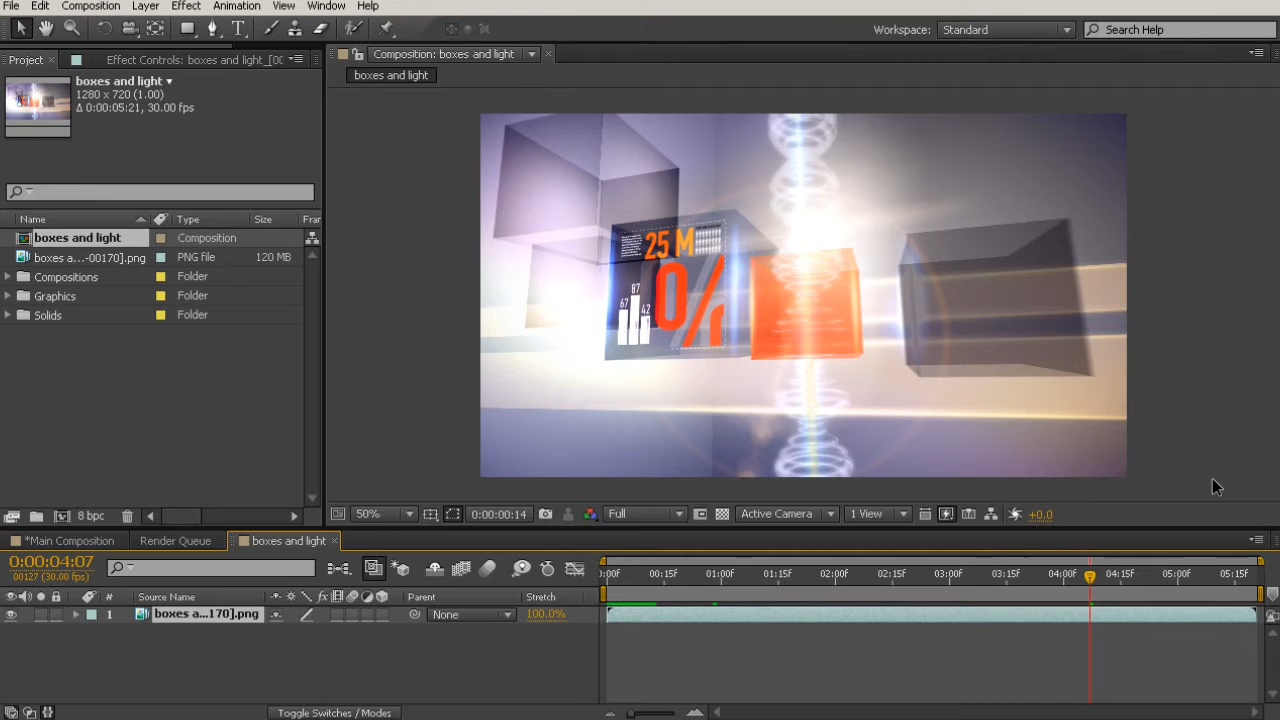 File Edit Composition Layer Effect Animation View Window Help
Workspace: Standard Search Help
Project Effect Controls: boxes and light_[0( Composition: boxes and light
boxes and light
boxes and light
1280 x 720 (1.00)
Δ 0:00:05:21, 30.00 fps
25 M
0/
87
67
42
Name Type Size Frar
boxes and light Composition
boxes a...-00170].png PNG file 120 MB
Compositions Folder
Graphics Folder
Solids Folder
8 bpc 50% 0:00:00:14 Full Active Camera 1 View +0.0
*Main Composition Render Queue boxes and light
0:00:04:07
00127 (30.00 fps)
):00f 00:15f 01:00f 01:15f 02:00f 02:15f 03:00f 03:15f 04:00f 04:15f 05:00f 05:15f
# Source Name fx Parent Stretch
1 boxes a...170].png None 100.0%
Toggle Switches / Modes